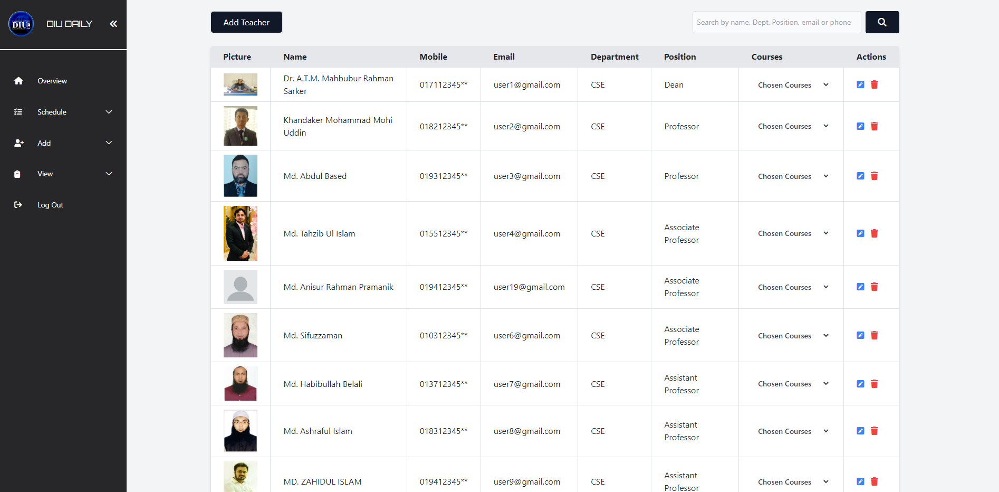 DIU
DIU DAILY
Overview
Schedule
Add
View
Log Out
Add Teacher
Search by name, Dept, Position, email or phone
Picture Name Mobile Email Department Position Courses Actions
Dr. A.T.M. Mahbubur Rahman
Sarker
017112345** user1@gmail.com CSE Dean Chosen Courses
Khandaker Mohammad Mohi
Uddin
018212345** user2@gmail.com CSE Professor Chosen Courses
Md. Abdul Based 019312345** user3@gmail.com CSE Professor Chosen Courses
Md. Tahzib Ul Islam 015512345** user4@gmail.com CSE Associate
Professor
Chosen Courses
Md. Anisur Rahman Pramanik 019412345** user19@gmail.com CSE Associate
Professor
Chosen Courses
Md. Sifuzzaman 010312345** user6@gmail.com CSE Associate
Professor
Chosen Courses
Md. Habibullah Belali 013712345** user7@gmail.com CSE Assistant
Professor
Chosen Courses
Md. Ashraful Islam 018312345** user8@gmail.com CSE Assistant
Professor
Chosen Courses
MD. ZAHIDUL ISLAM 019412345** user9@gmail.com CSE Assistant
Professor
Chosen Courses